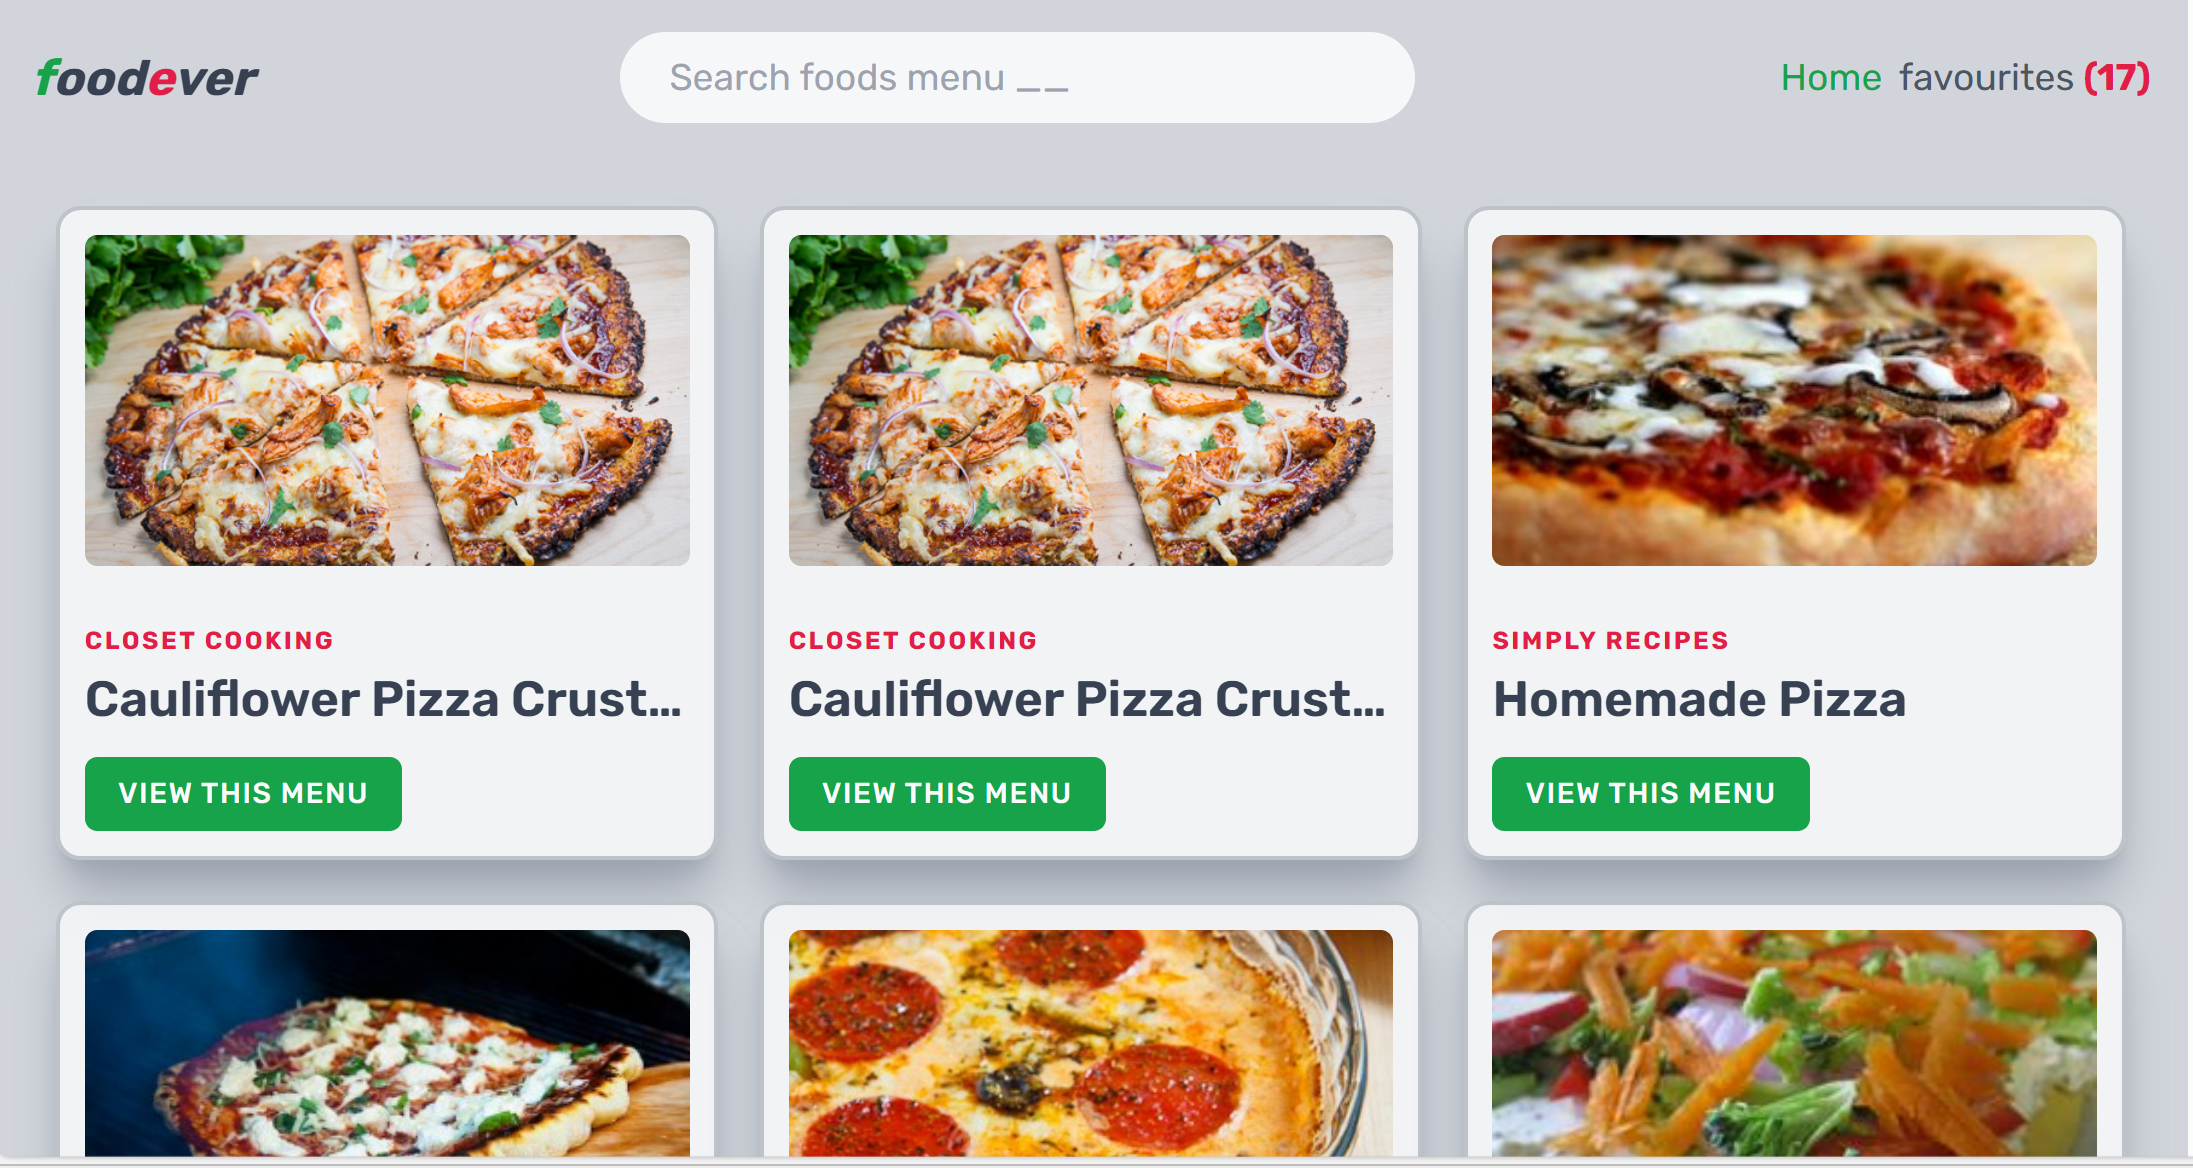 foodever
Search foods menu __
Home favourites (17)
CLOSET COOKING
Cauliflower Pizza Crust...
VIEW THIS MENU
CLOSET COOKING
Cauliflower Pizza Crust...
VIEW THIS MENU
SIMPLY RECIPES
Homemade Pizza
VIEW THIS MENU